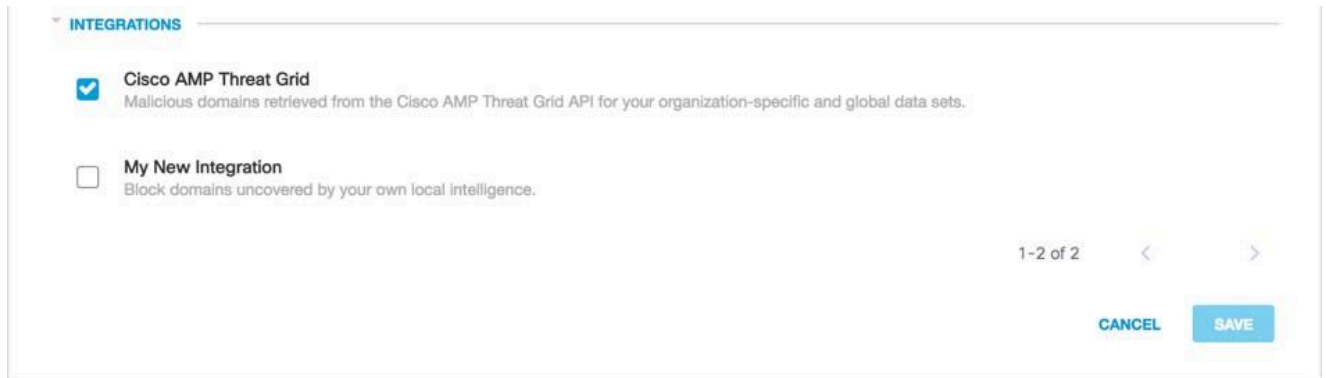 INTEGRATIONS
Cisco AMP Threat Grid
Malicious domains retrieved from the Cisco AMP Threat Grid API for your organization-specific and global data sets.
My New Integration
Block domains uncovered by your own local intelligence.
1-2 of 2 < >
CANCEL SAVE